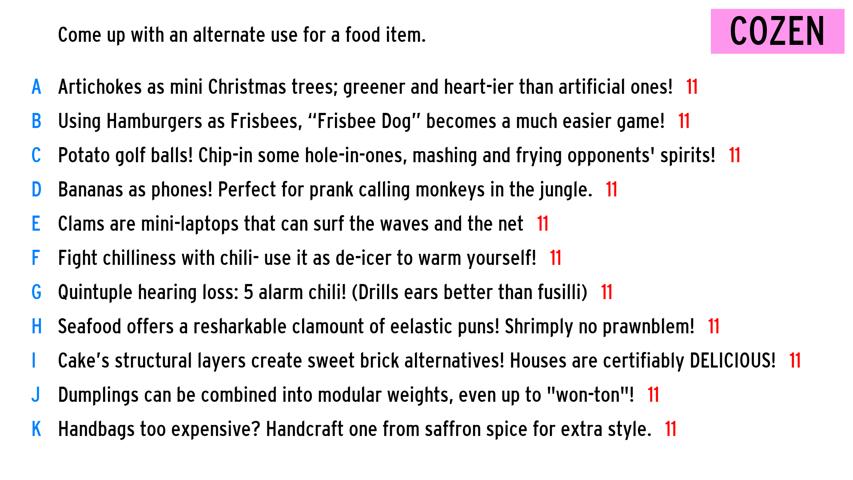 COZEN
Come up with an alternate use for a food item.
A Artichokes as mini Christmas trees; greener and heart-ier than artificial ones! 11
B Using Hamburgers as Frisbees, “Frisbee Dog” becomes a much easier game! 11
C Potato golf balls! Chip-in some hole-in-ones, mashing and frying opponents' spirits! 11
D Bananas as phones! Perfect for prank calling monkeys in the jungle. 11
E Clams are mini-laptops that can surf the waves and the net 11
F Fight chilliness with chili- use it as de-icer to warm yourself! 11
G Quintuple hearing loss: 5 alarm chili! (Drills ears better than fusilli) 11
H Seafood offers a resharkable clamount of eelastic puns! Shrimply no prawnblem! 11
I Cake’s structural layers create sweet brick alternatives! Houses are certifiably DELICIOUS! 11
J Dumplings can be combined into modular weights, even up to "won-ton"! 11
K Handbags too expensive? Handcraft one from saffron spice for extra style. 11